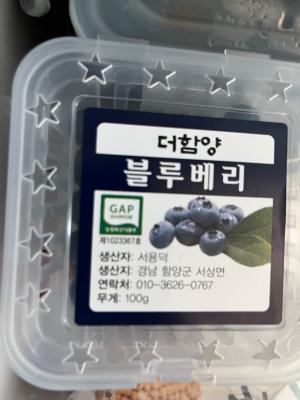 더함양
블루베리
GAP
제1023367호
생산자: 서용덕
생산지: 경남 함양군 서상면
연락처: 010-3626-0767
무게: 100g